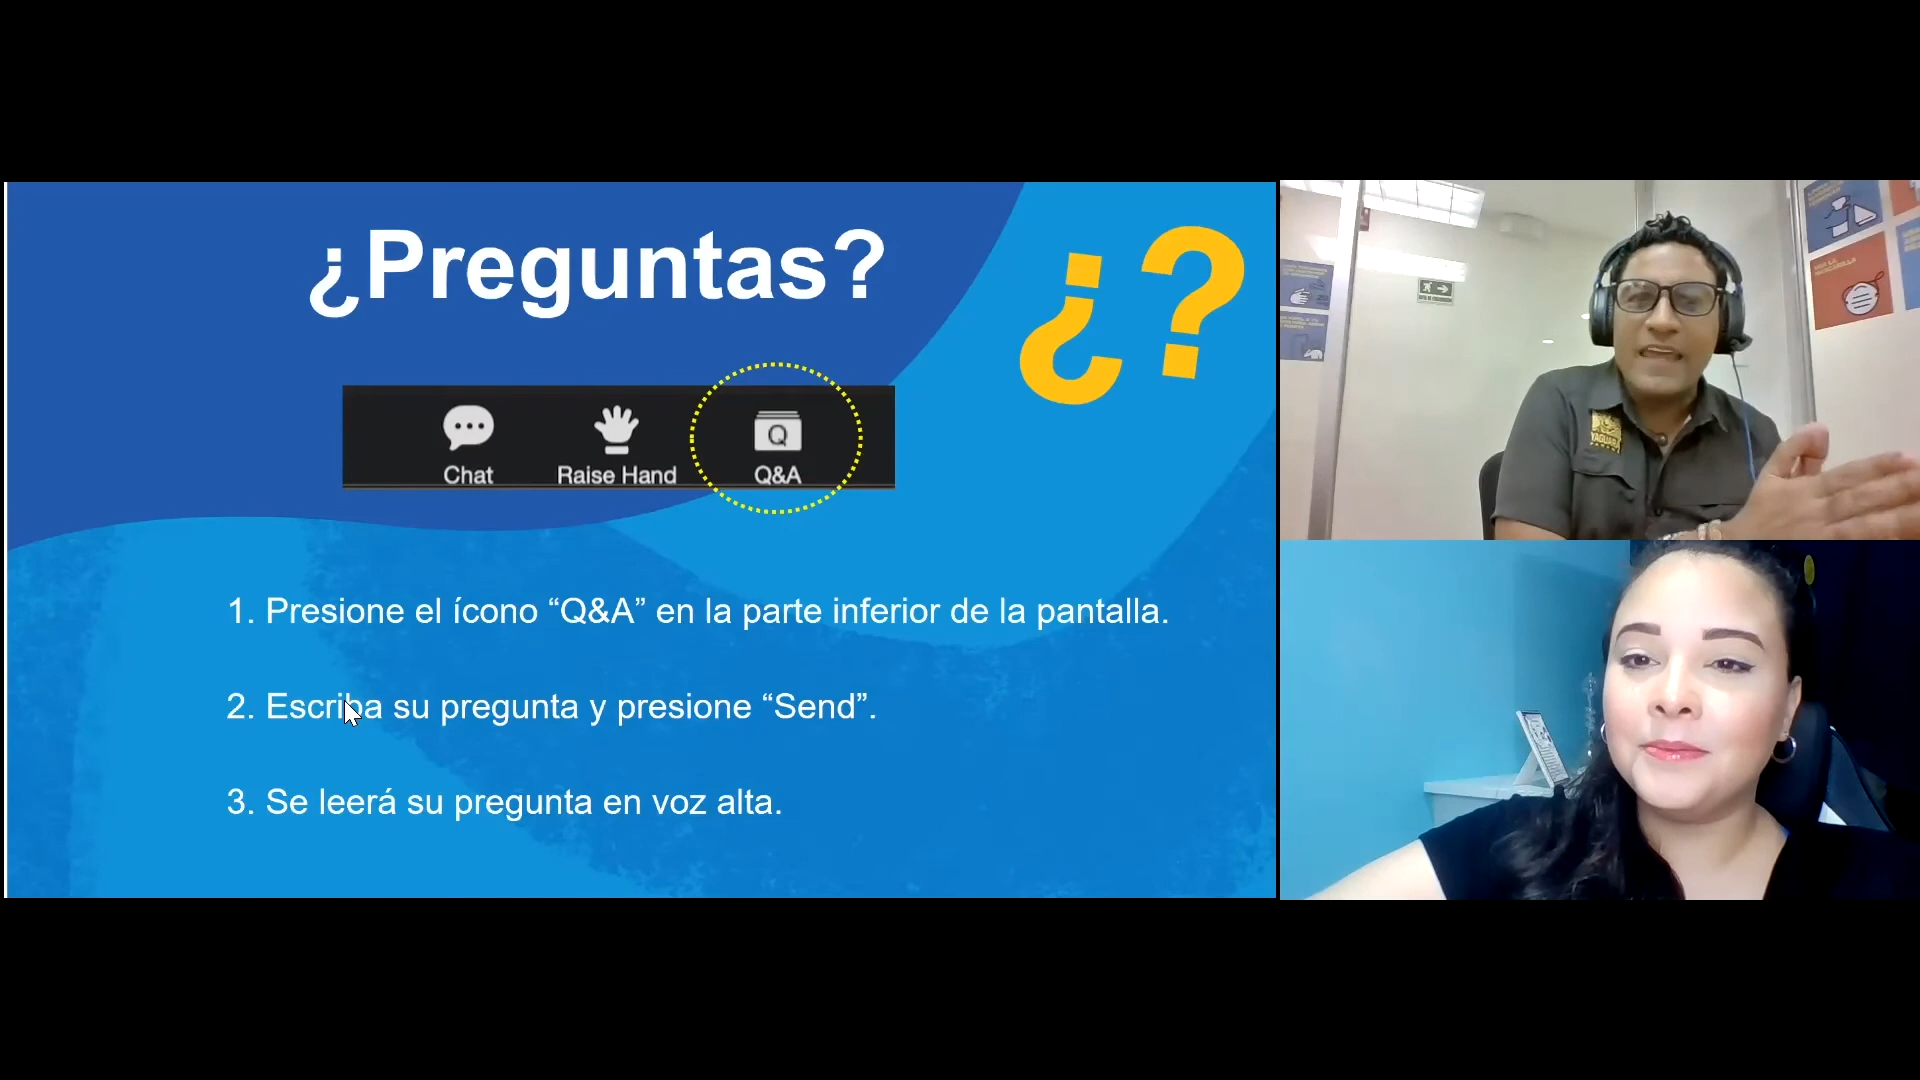 ¿Preguntas?
¿?
Chat
Raise Hand
Q
Q&A
1. Presione el ícono “Q&A” en la parte inferior de la pantalla.
2. Escriba su pregunta y presione “Send”.
3. Se leerá su pregunta en voz alta.
YAGUAR